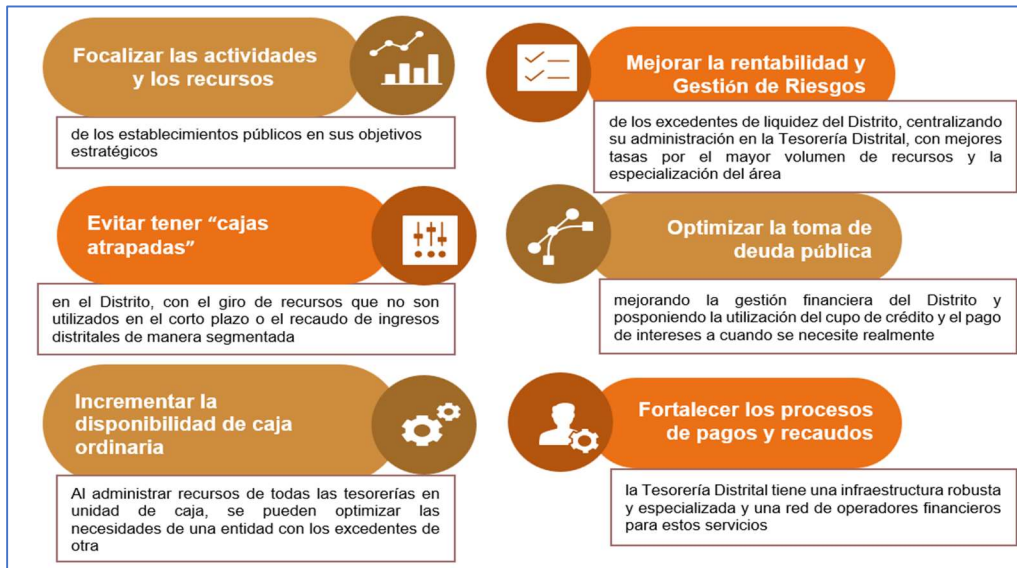 Focalizar las actividades
y los recursos
de los establecimientos públicos en sus objetivos
estratégicos
Mejorar la rentabilidad y
Gestión de Riesgos
de los excedentes de liquidez del Distrito, centralizando
su administración en la Tesorería Distrital, con mejores
tasas por el mayor volumen de recursos y la
especialización del área
Evitar tener “cajas
atrapadas”
en el Distrito, con el giro de recursos que no son
utilizados en el corto plazo o el recaudo de ingresos
distritales de manera segmentada
Optimizar la toma de
deuda pública
mejorando la gestión financiera del Distrito y
posponiendo la utilización del cupo de crédito y el pago
de intereses a cuando se necesite realmente
Incrementar la
disponibilidad de caja
ordinaria
Al administrar recursos de todas las tesorerías en
unidad de caja, se pueden optimizar las
necesidades de una entidad con los excedentes de
otra
Fortalecer los procesos
de pagos y recaudos
la Tesorería Distrital tiene una infraestructura robusta
y especializada y una red de operadores financieros
para estos servicios